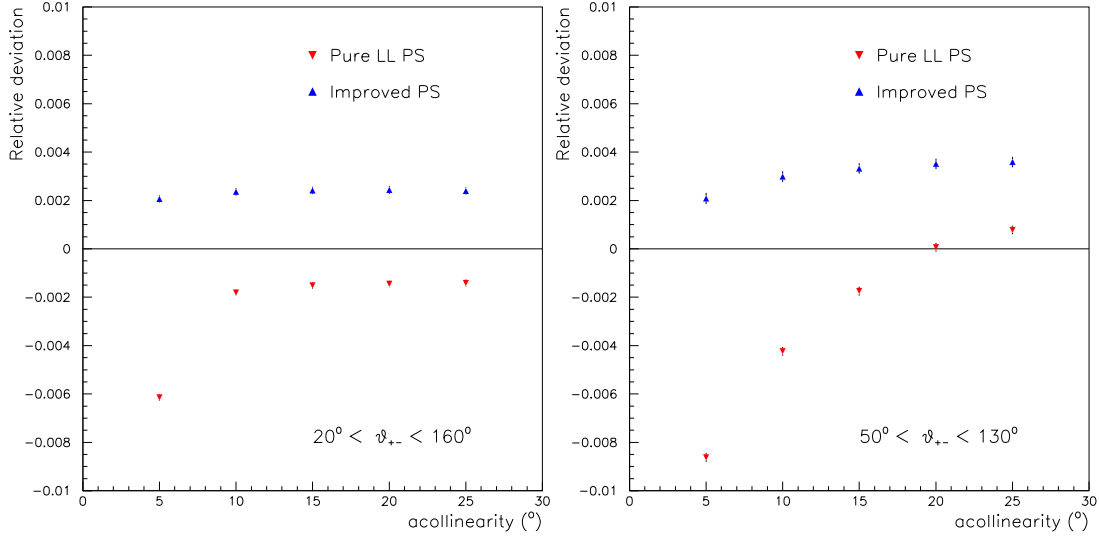 Relative deviation
0.01
0.008
0.006
0.004
0.002
0
-0.002
-0.004
-0.006
-0.008
-0.01
Pure LL PS
Improved PS
20° < ϑ+- < 160°
0 5 10 15 20 25 30
acollinearity (°)
Relative deviation
0.01
0.008
0.006
0.004
0.002
0
-0.002
-0.004
-0.006
-0.008
-0.01
Pure LL PS
Improved PS
50° < ϑ+- < 130°
0 5 10 15 20 25 30
acollinearity (°)